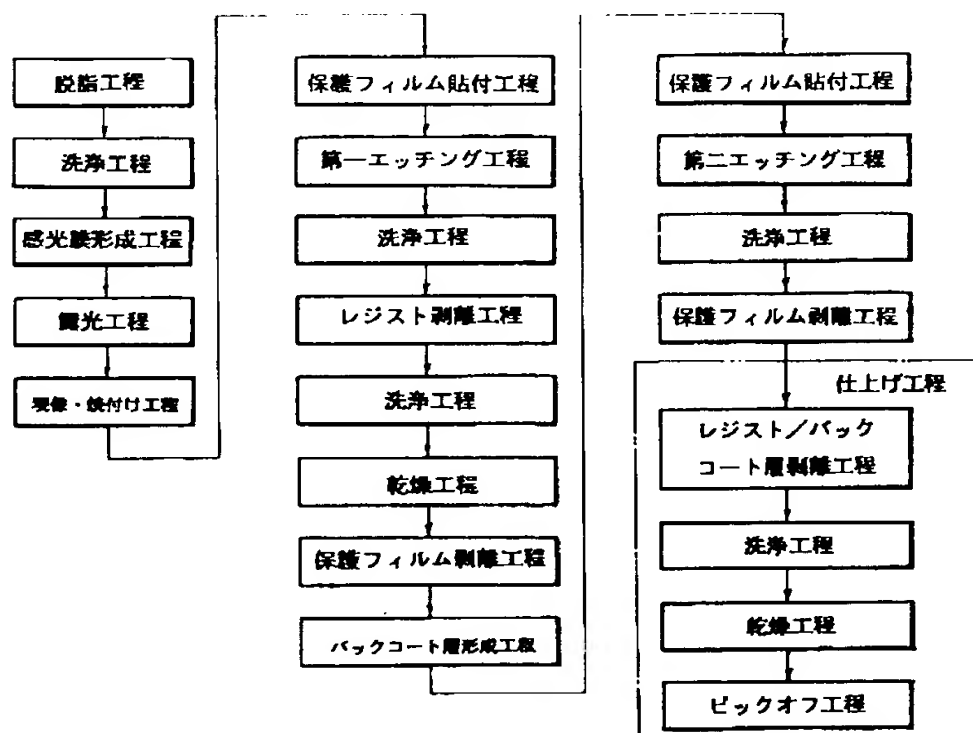 脱脂工程
洗浄工程
感光膜形成工程
露光工程
現像・焼付け工程
保護フィルム貼付工程
第一エッチング工程
洗浄工程
レジスト剥離工程
洗浄工程
乾燥工程
保護フィルム剥離工程
バックコート層形成工程
保護フィルム貼付工程
第二エッチング工程
洗浄工程
保護フィルム剥離工程
仕上げ工程
レジスト／バック
コート層剥離工程
洗浄工程
乾燥工程
ピックオフ工程